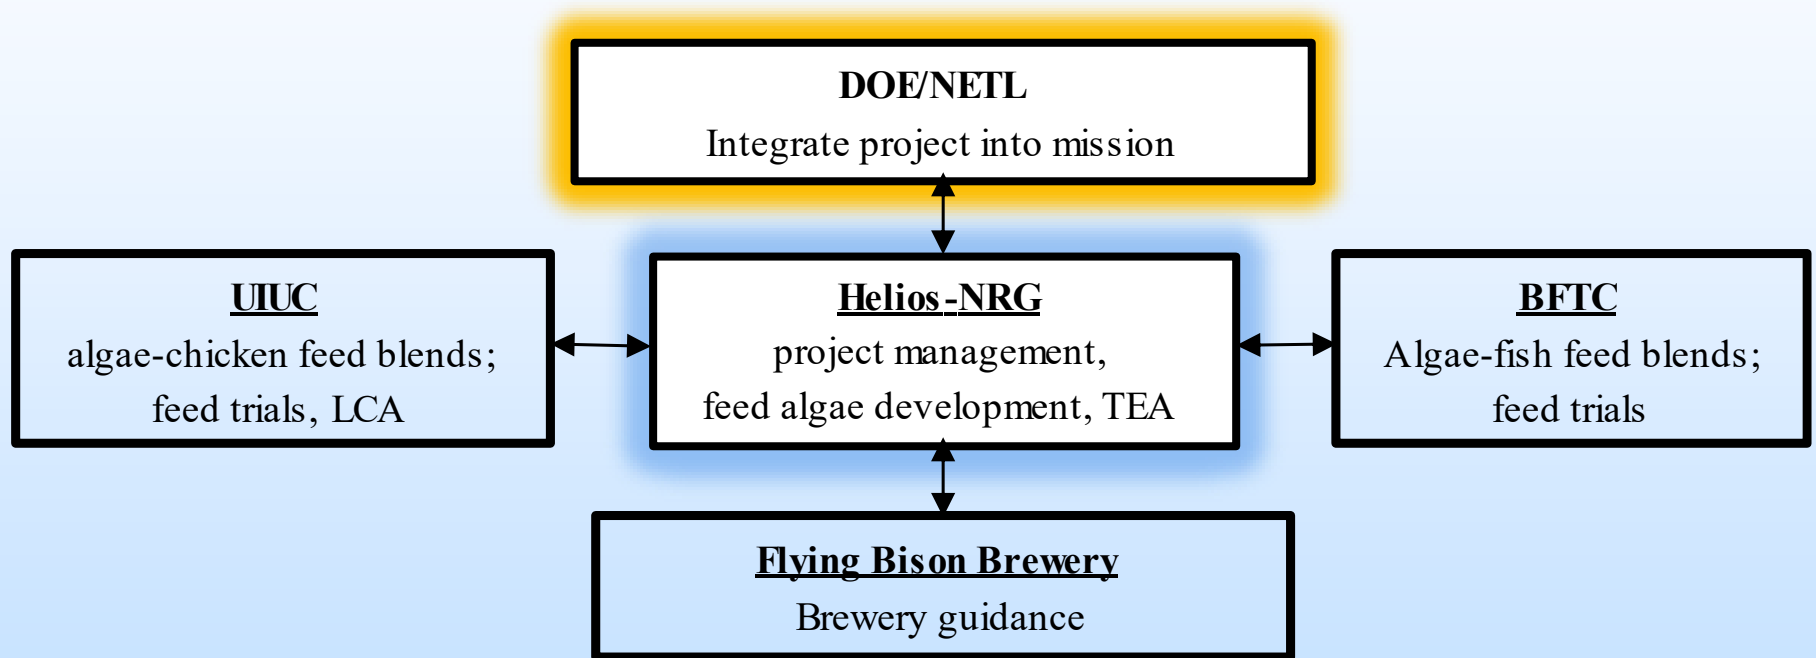 DOE/NETL
Integrate project into mission
UIUC
algae-chicken feed blends;
feed trials, LCA
Helios-NRG
project management,
feed algae development, TEA
BFTC
Algae-fish feed blends;
feed trials
Flying Bison Brewery
Brewery guidance